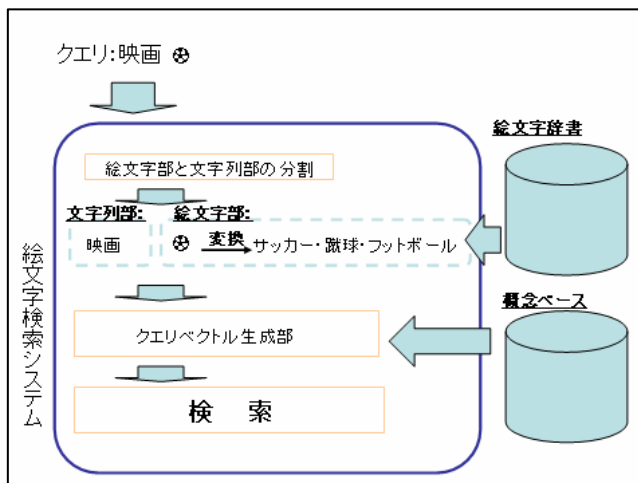 クエリ:映画 ⚽
絵文字辞書
絵文字部と文字列部の分割
文字列部: 絵文字部:
映画 ⚽ 変換 サッカー・蹴球・フットボール
概念ベース
クエリベクトル生成部
検 索
絵文字検索システム